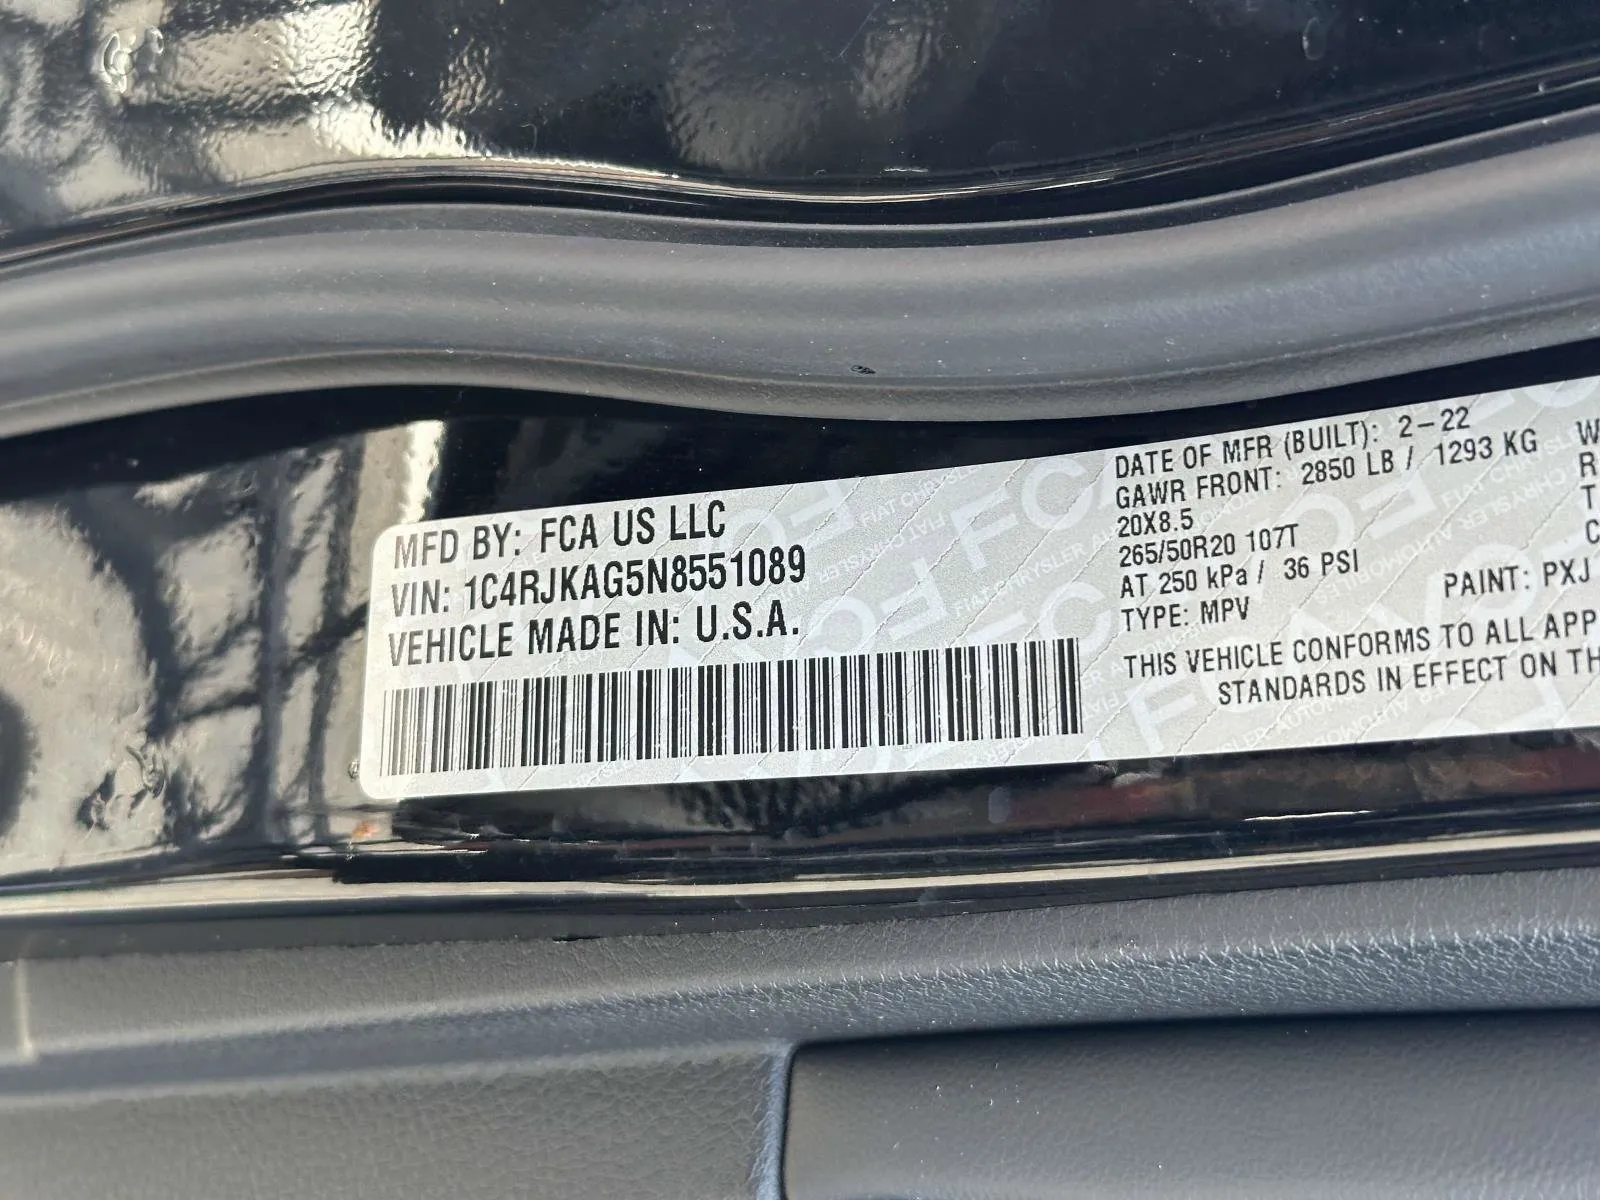 MFD BY: FCA US LLC
VIN: 1C4RJKAG5N8551089
VEHICLE MADE IN: U.S.A.
DATE OF MFR (BUILT): 2-22
GAWR FRONT: 2850 LB / 1293 KG
20X8.5
265/50R20 107T
AT 250 kPa / 36 PSI
TYPE: MPV
PAINT: PXJ
THIS VEHICLE CONFORMS TO ALL APP
STANDARDS IN EFFECT ON TH